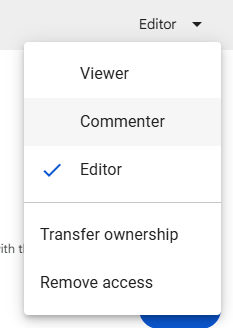 Editor
Viewer
Commenter
Editor
Transfer ownership
Remove access